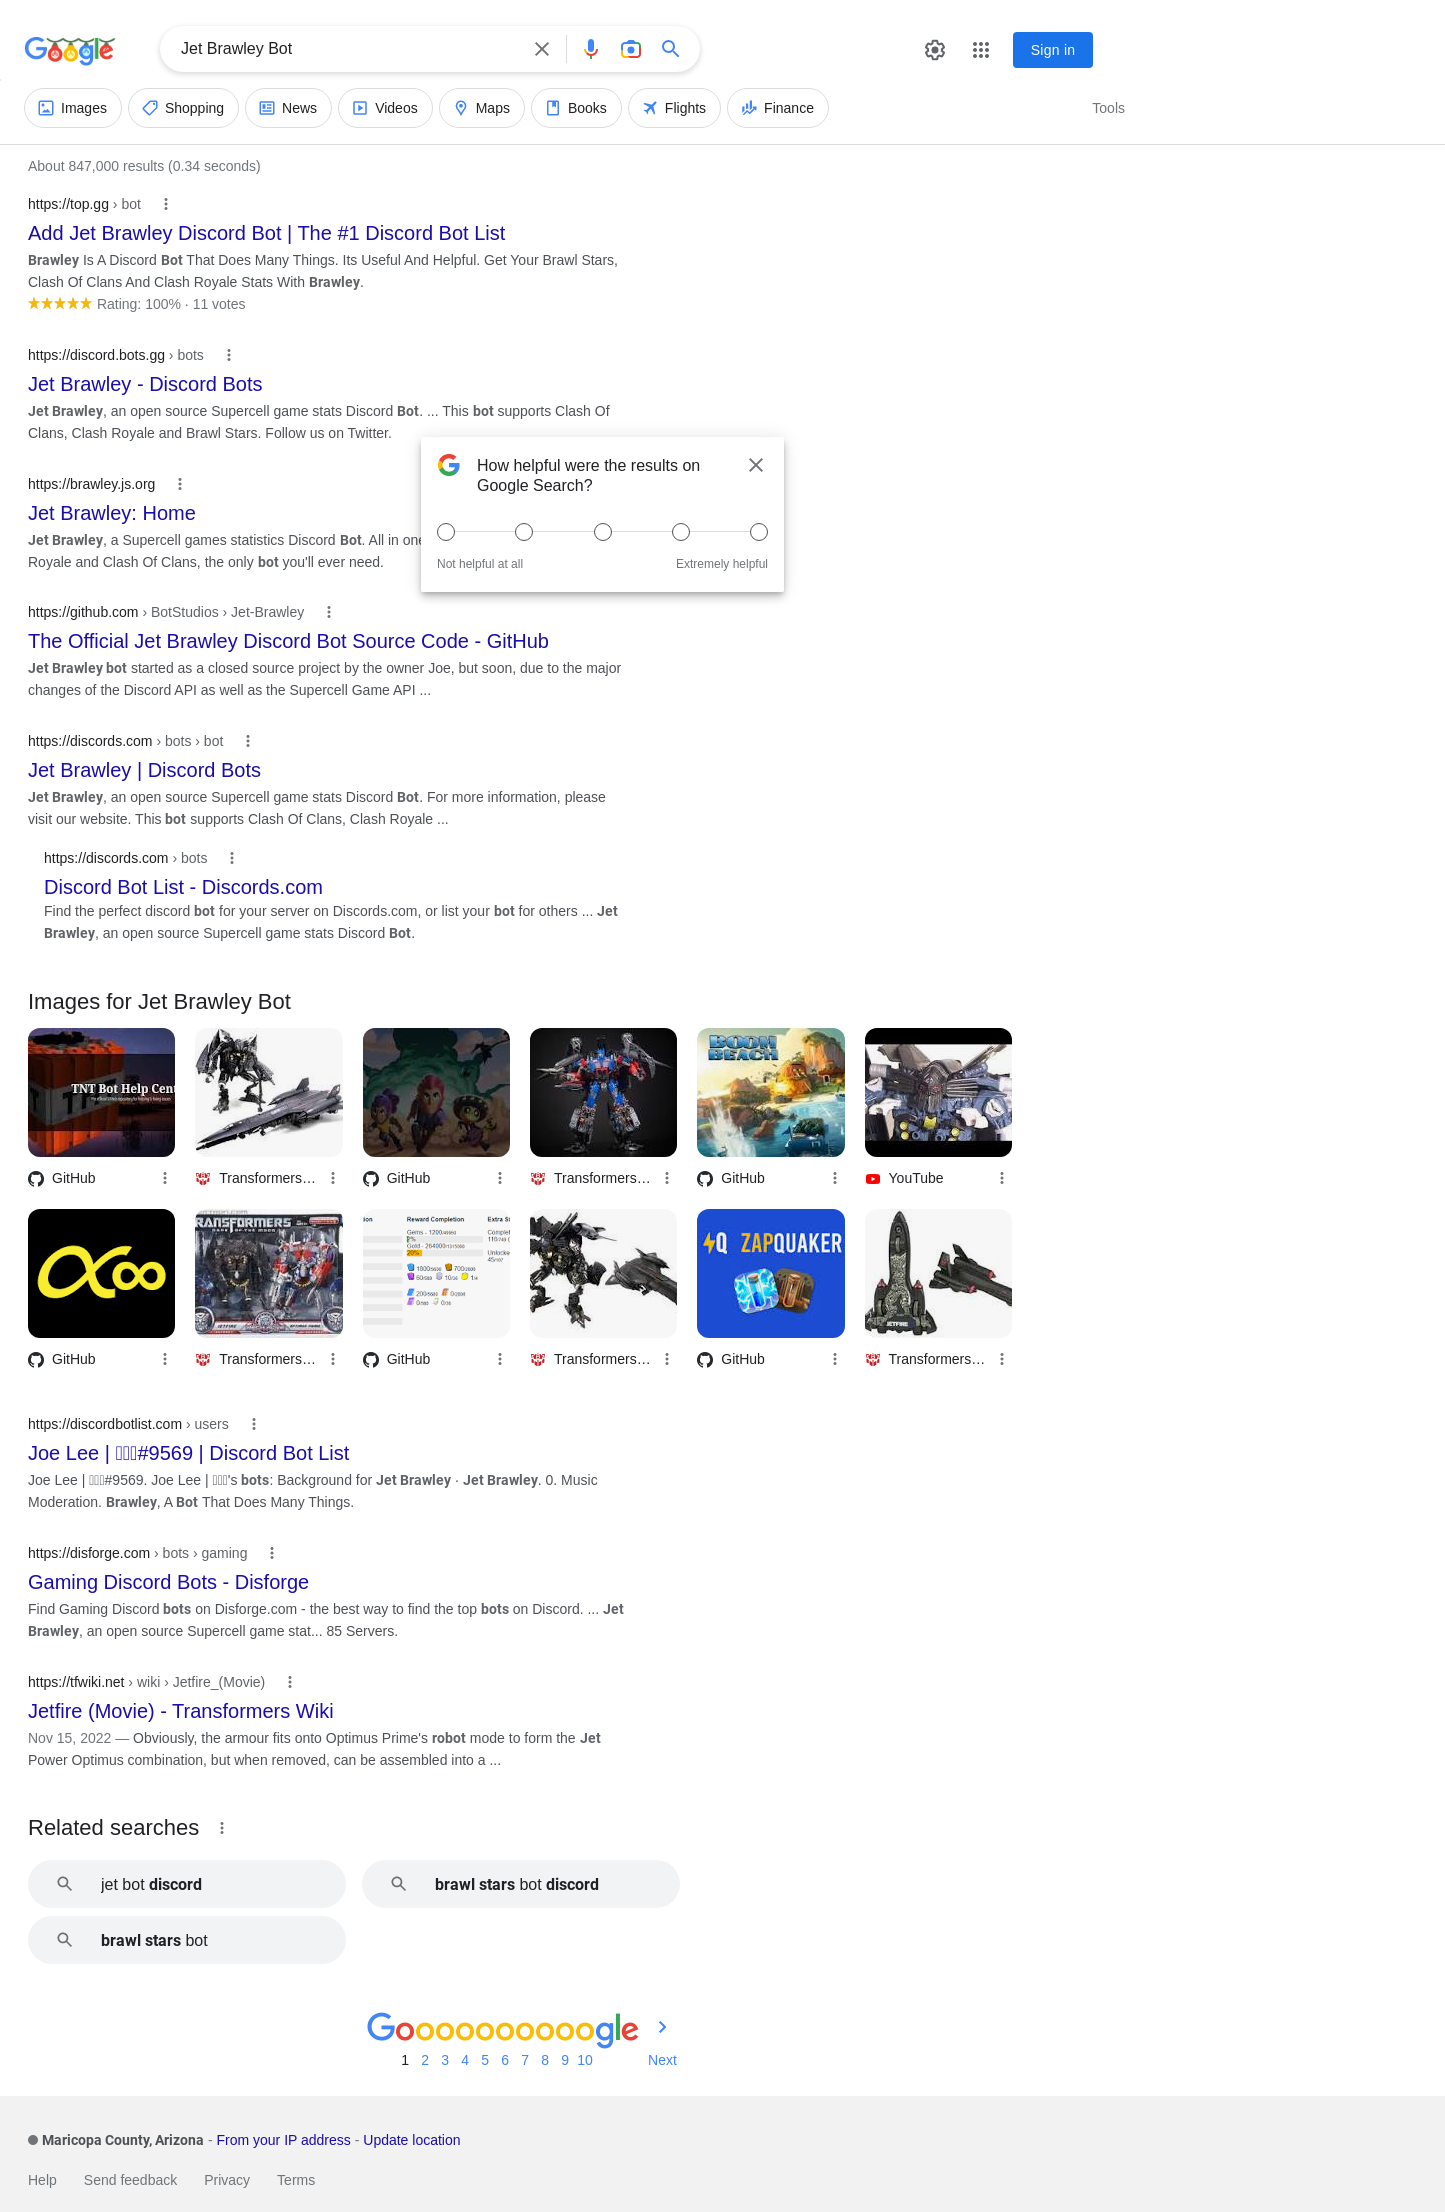 Google
Jet Brawley Bot
Sign in
Images
Shopping
News
Videos
Maps
Books
Flights
Finance
Tools
About 847,000 results (0.34 seconds)
https://top.gg › bot
Add Jet Brawley Discord Bot | The #1 Discord Bot List
Brawley Is A Discord Bot That Does Many Things. Its Useful And Helpful. Get Your Brawl Stars,
Clash Of Clans And Clash Royale Stats With Brawley.
Rating: 100% · 11 votes
https://discord.bots.gg › bots
Jet Brawley - Discord Bots
Jet Brawley, an open source Supercell game stats Discord Bot. ... This bot supports Clash Of
Clans, Clash Royale and Brawl Stars. Follow us on Twitter.
How helpful were the results on
Google Search?
Not helpful at all
Extremely helpful
https://brawley.js.org
Jet Brawley: Home
Jet Brawley, a Supercell games statistics Discord Bot. All in one
Royale and Clash Of Clans, the only bot you'll ever need.
https://github.com › BotStudios › Jet-Brawley
The Official Jet Brawley Discord Bot Source Code - GitHub
Jet Brawley bot started as a closed source project by the owner Joe, but soon, due to the major
changes of the Discord API as well as the Supercell Game API ...
https://discords.com › bots › bot
Jet Brawley | Discord Bots
Jet Brawley, an open source Supercell game stats Discord Bot. For more information, please
visit our website. This bot supports Clash Of Clans, Clash Royale ...
https://discords.com › bots
Discord Bot List - Discords.com
Find the perfect discord bot for your server on Discords.com, or list your bot for others ... Jet
Brawley, an open source Supercell game stats Discord Bot.
Images for Jet Brawley Bot
TNT Bot Help Cent
BOOM
BEACH
GitHub
Transformers...
GitHub
Transformers...
GitHub
YouTube
TRANSFORMERS
JETFIRE
ion
Reward Completion
Extra St
Gems - 1200
Gold - 264000
20%
Complet
Unlocke
ZAPQUAKER
JETFIRE
GitHub
Transformers...
GitHub
Transformers...
GitHub
Transformers...
https://discordbotlist.com › users
Joe Lee | #9569 | Discord Bot List
Joe Lee | #9569. Joe Lee | 's bots: Background for Jet Brawley · Jet Brawley. 0. Music
Moderation. Brawley, A Bot That Does Many Things.
https://disforge.com › bots › gaming
Gaming Discord Bots - Disforge
Find Gaming Discord bots on Disforge.com - the best way to find the top bots on Discord. ... Jet
Brawley, an open source Supercell game stat... 85 Servers.
https://tfwiki.net › wiki › Jetfire_(Movie)
Jetfire (Movie) - Transformers Wiki
Nov 15, 2022 — Obviously, the armour fits onto Optimus Prime's robot mode to form the Jet
Power Optimus combination, but when removed, can be assembled into a ...
Related searches
jet bot discord
brawl stars bot discord
brawl stars bot
Goooooooooogle
1 2 3 4 5 6 7 8 9 10
Next
Maricopa County, Arizona - From your IP address - Update location
Help
Send feedback
Privacy
Terms